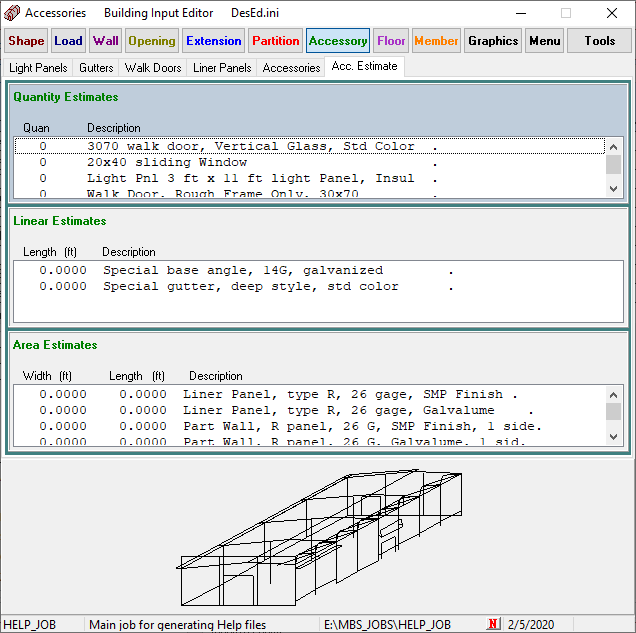 Accessories Building Input Editor DesEd.ini
Shape Load Wall Opening Extension Partition Accessory Floor Member Graphics Menu Tools
Light Panels Gutters Walk Doors Liner Panels Accessories Acc. Estimate
Quantity Estimates
Quan Description
0 3070 walk door, Vertical Glass, Std Color .
0 20x40 sliding Window .
0 Light Pnl 3 ft x 11 ft light Panel, Insul .
0 Walk Door, Rough Frame Only, 30x70 .
Linear Estimates
Length (ft) Description
0.0000 Special base angle, 14G, galvanized .
0.0000 Special gutter, deep style, std color .
Area Estimates
Width (ft) Length (ft) Description
0.0000 0.0000 Liner Panel, type R, 26 gage, SMP Finish .
0.0000 0.0000 Liner Panel, type R, 26 gage, Galvalume .
0.0000 0.0000 Part Wall, R panel, 26 G, SMP Finish, 1 side.
0.0000 0.0000 Part Wall, R panel, 26 G, Galvalume, 1 sid.
HELP_JOB Main job for generating Help files E:\MBS_JOBS\HELP_JOB N 2/5/2020